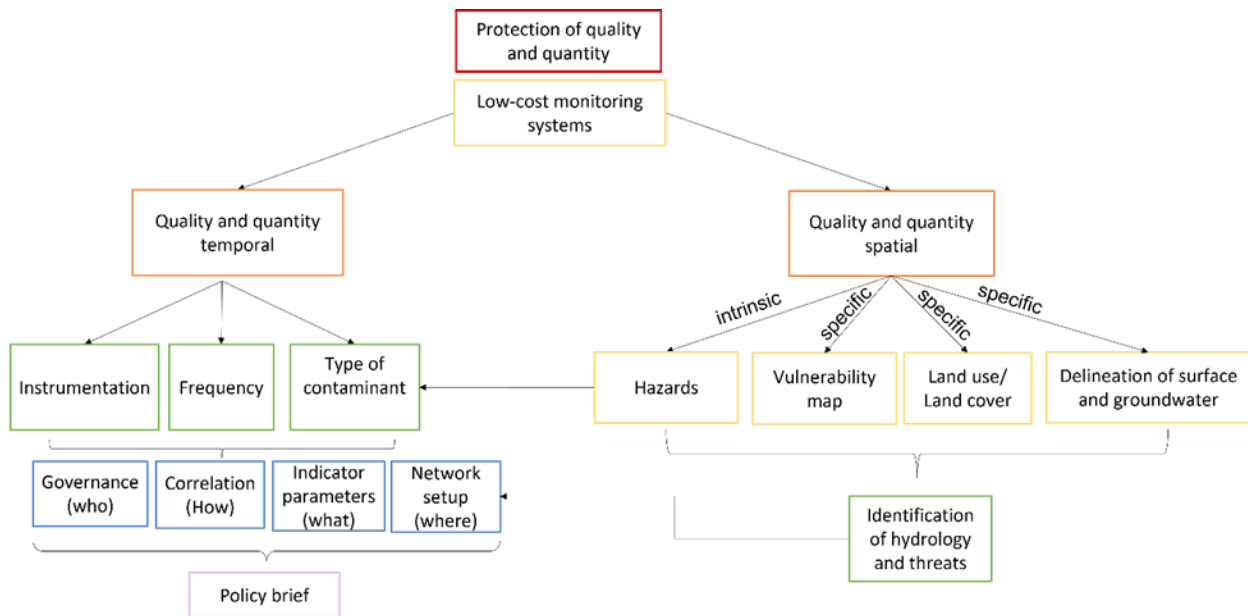 Protection of quality
and quantity
Low-cost monitoring
systems
Quality and quantity
temporal
Quality and quantity
spatial
intrinsic
specific
specific
specific
Instrumentation
Frequency
Type of
contaminant
Hazards
Vulnerability
map
Land use/
Land cover
Delineation of surface
and groundwater
Governance
(who)
Correlation
(How)
Indicator
parameters
(what)
Network
setup
(where)
Identification
of hydrology
and threats
Policy brief